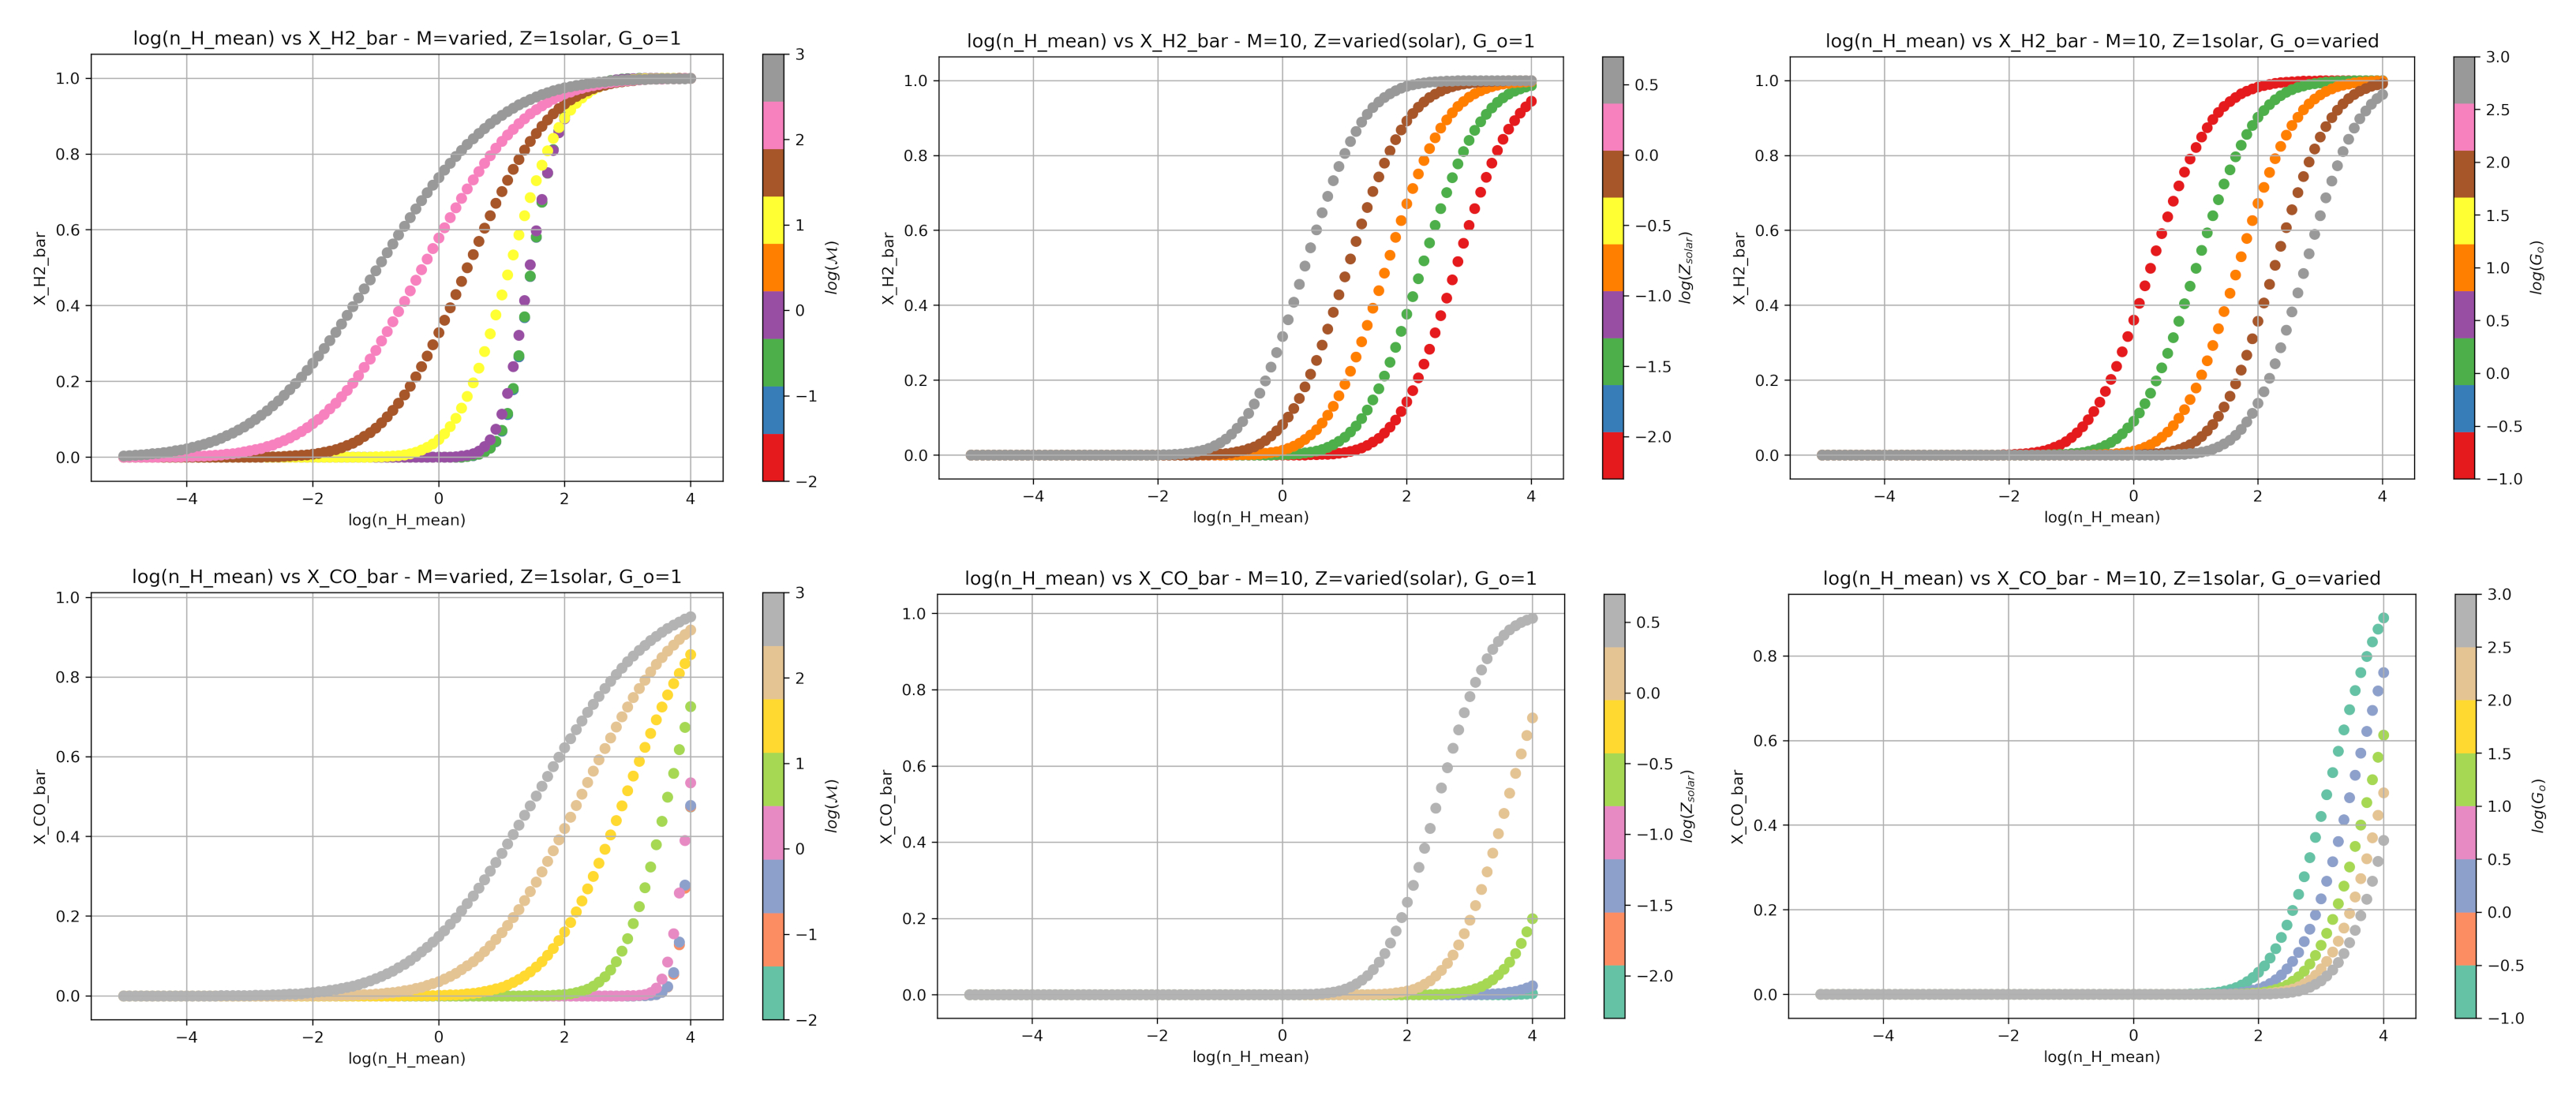 log(n_H_mean) vs X_H2_bar - M=varied, Z=1solar, G_o=1
X_H2_bar
1.0
0.8
0.6
0.4
0.2
0.0
−4 −2 0 2 4
log(n_H_mean)
3
2
1
0
−1
−2
log(ℳ)
log(n_H_mean) vs X_H2_bar - M=10, Z=varied(solar), G_o=1
X_H2_bar
1.0
0.8
0.6
0.4
0.2
0.0
−4 −2 0 2 4
log(n_H_mean)
0.5
0.0
−0.5
−1.0
−1.5
−2.0
log(Z_solar)
log(n_H_mean) vs X_H2_bar - M=10, Z=1solar, G_o=varied
X_H2_bar
1.0
0.8
0.6
0.4
0.2
0.0
−4 −2 0 2 4
log(n_H_mean)
3.0
2.5
2.0
1.5
1.0
0.5
0.0
−0.5
−1.0
log(G_o)
log(n_H_mean) vs X_CO_bar - M=varied, Z=1solar, G_o=1
X_CO_bar
1.0
0.8
0.6
0.4
0.2
0.0
−4 −2 0 2 4
log(n_H_mean)
3
2
1
0
−1
−2
log(ℳ)
log(n_H_mean) vs X_CO_bar - M=10, Z=varied(solar), G_o=1
X_CO_bar
1.0
0.8
0.6
0.4
0.2
0.0
−4 −2 0 2 4
log(n_H_mean)
0.5
0.0
−0.5
−1.0
−1.5
−2.0
log(Z_solar)
log(n_H_mean) vs X_CO_bar - M=10, Z=1solar, G_o=varied
X_CO_bar
0.8
0.6
0.4
0.2
0.0
−4 −2 0 2 4
log(n_H_mean)
3.0
2.5
2.0
1.5
1.0
0.5
0.0
−0.5
−1.0
log(G_o)